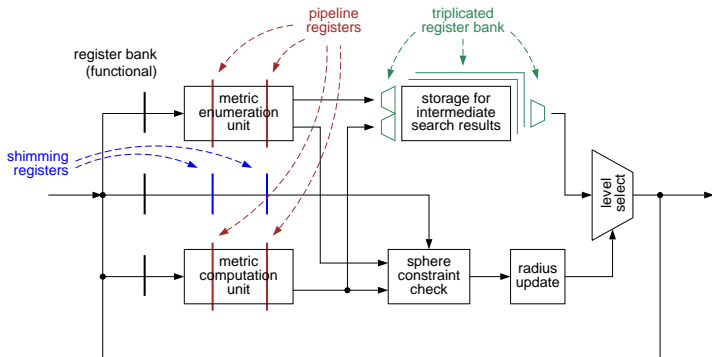 pipeline
registers
triplicated
register bank
register bank
(functional)
metric
enumeration
unit
storage for
intermediate
search results
shimming
registers
level
select
metric
computation
unit
sphere
constraint
check
radius
update